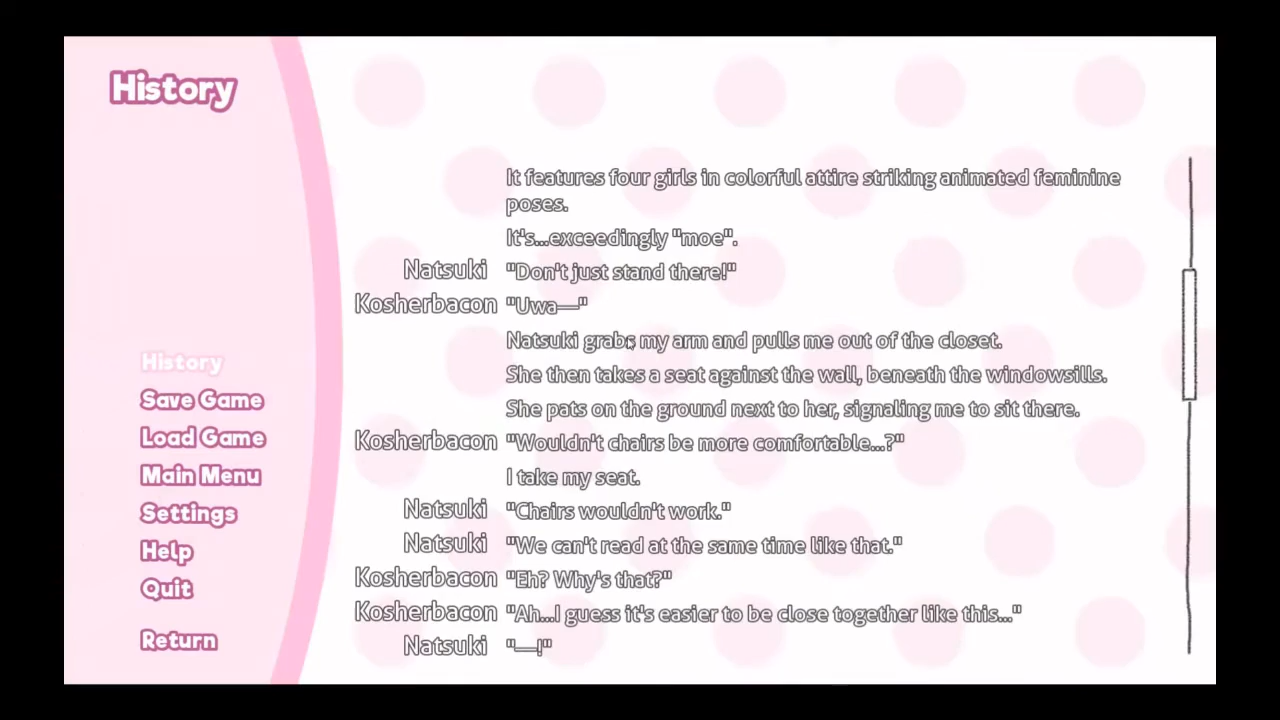 History
It features four girls in colorful attire striking animated feminine
poses.
It's...exceedingly "moe".
Natsuki "Don't just stand there!"
Kosherbacon "Uwa—"
Natsuki grabs my arm and pulls me out of the closet.
She then takes a seat against the wall, beneath the windowsills.
She pats on the ground next to her, signaling me to sit there.
Kosherbacon "Wouldn't chairs be more comfortable...?"
I take my seat.
Natsuki "Chairs wouldn't work."
Natsuki "We can't read at the same time like that."
Kosherbacon "Eh? Why's that?"
Kosherbacon "Ah...I guess it's easier to be close together like this..."
Natsuki "—!"
History
Save Game
Load Game
Main Menu
Settings
Help
Quit
Return